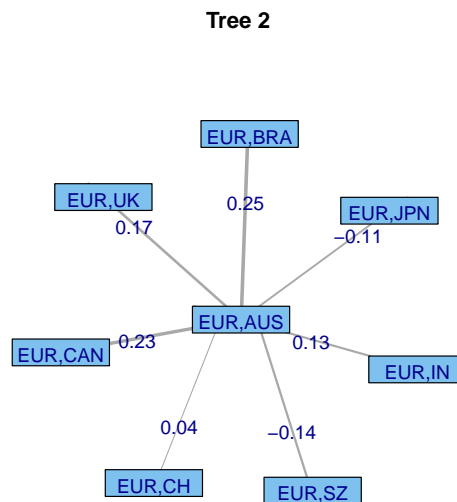 Tree 2
EUR,BRA
EUR,UK
EUR,JPN
0.25
0.17
−0.11
EUR,AUS
0.23
0.13
EUR,CAN
EUR,IN
0.04
−0.14
EUR,CH
EUR,SZ